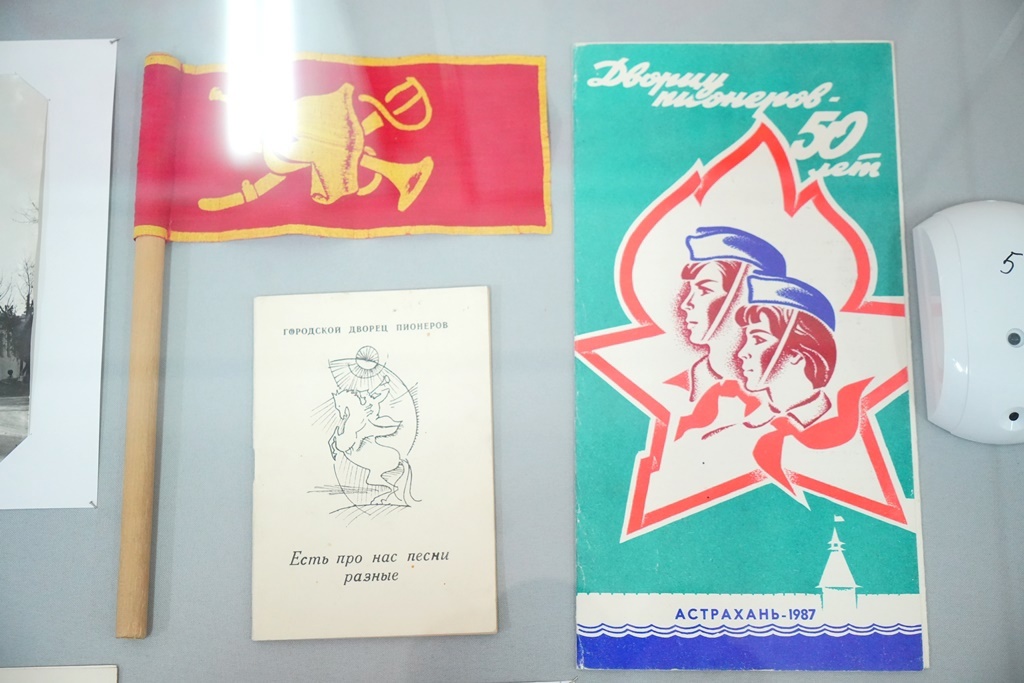 Дворцу
пионеров-
50
лет
ГОРОДСКОЙ ДВОРЕЦ ПИОНЕРОВ
Есть про нас песни
разные
АСТРАХАНЬ-1987
5